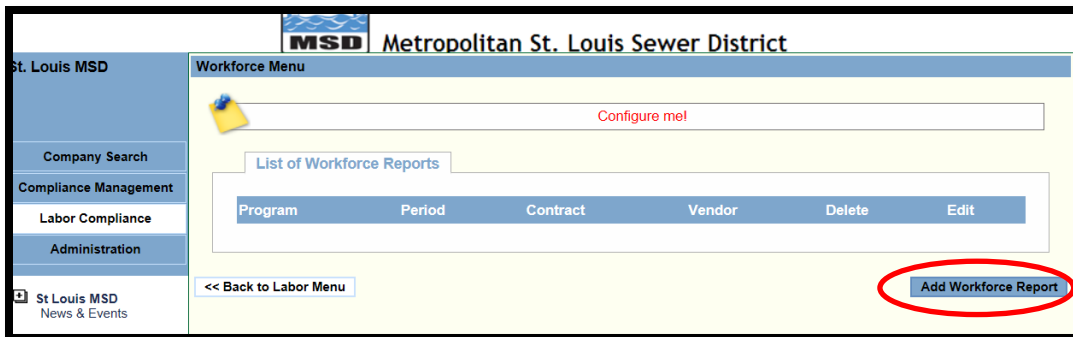 MSD Metropolitan St. Louis Sewer District
St. Louis MSD
Workforce Menu
Configure me!
Company Search
Compliance Management
Labor Compliance
Administration
St Louis MSD
News & Events
List of Workforce Reports
Program Period Contract Vendor Delete Edit
<< Back to Labor Menu
Add Workforce Report